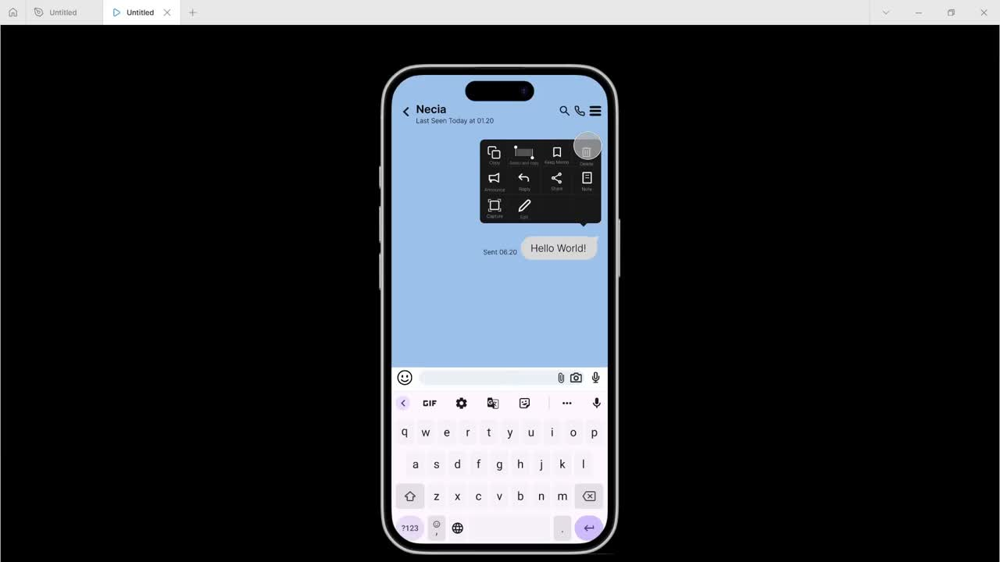 Untitled
Untitled
Necia
Last Seen Today at 01.20
Copy
Select and copy
Keep Memo
Delete
Announce
Reply
Share
Note
Capture
Edit
Sent 06.20
Hello World!
GIF
q w e r t y u i o p
a s d f g h j k l
z x c v b n m
?123 , .